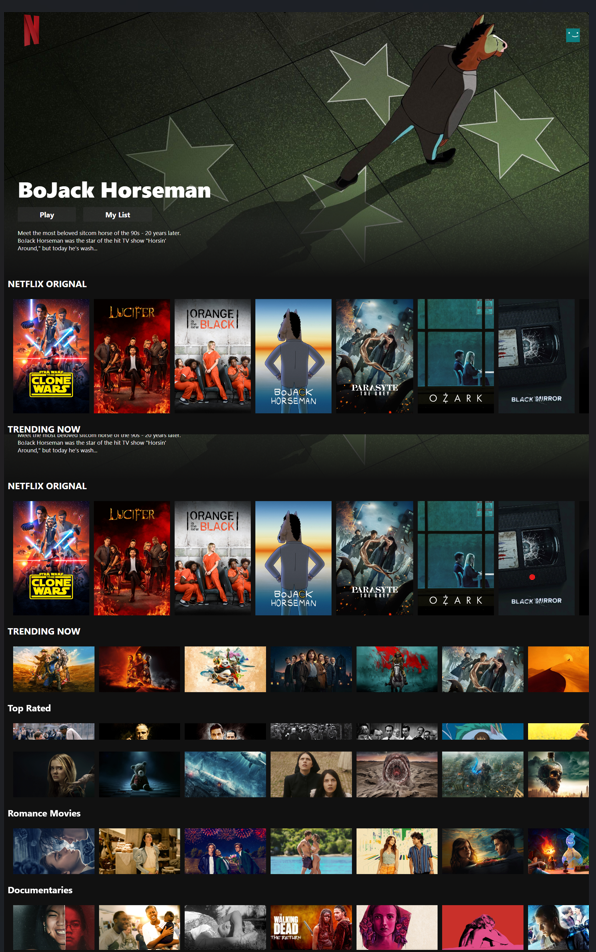 N
BoJack Horseman
Play
My List
Meet the most beloved sitcom horse of the 90s - 20 years later.
BoJack Horseman was the star of the hit TV show "Horsin'
Around," but today he's wash...
NETFLIX ORIGNAL
STAR WARS
THE CLONE WARS
LUCIFER
ORANGE
IS THE NEW
BLACK
BOJACK
HORSEMAN
PARASYTE
THE GREY
OZARK
BLACK MIRROR
TRENDING NOW
Meet the most beloved sitcom horse of the 90s - 20 years later.
BoJack Horseman was the star of the hit TV show "Horsin'
Around," but today he's wash...
NETFLIX ORIGNAL
STAR WARS
THE CLONE WARS
LUCIFER
ORANGE
IS THE NEW
BLACK
BOJACK
HORSEMAN
PARASYTE
THE GREY
OZARK
BLACK MIRROR
TRENDING NOW
Top Rated
Romance Movies
Documentaries
THE WALKING
DEAD
THE RETURN